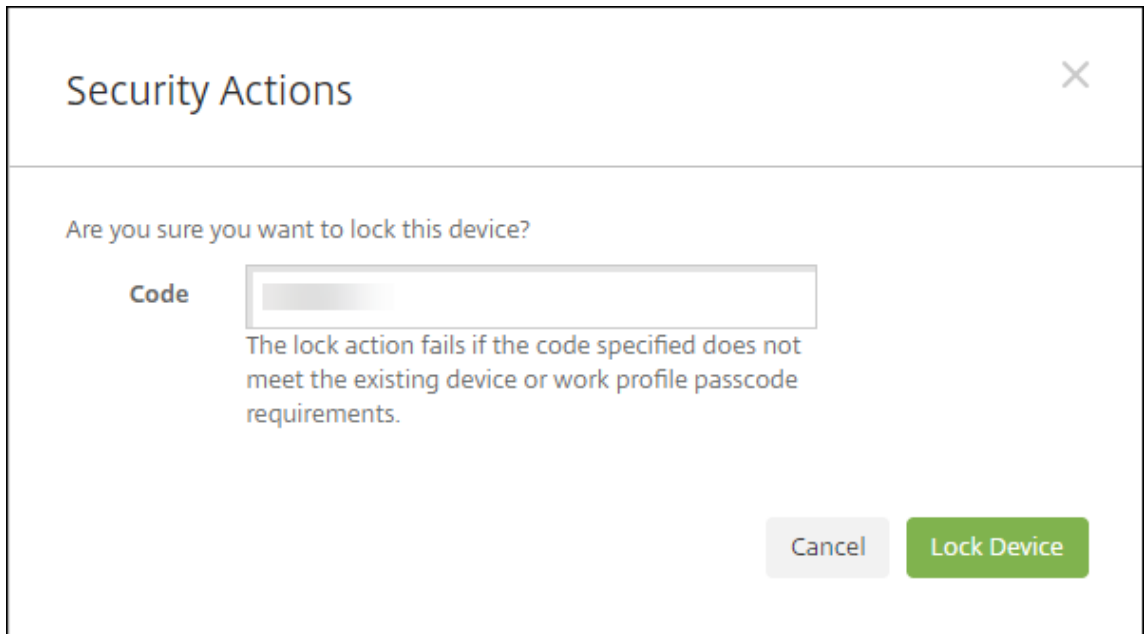 Security Actions
Are you sure you want to lock this device?
Code
The lock action fails if the code specified does not
meet the existing device or work profile passcode
requirements.
Cancel
Lock Device